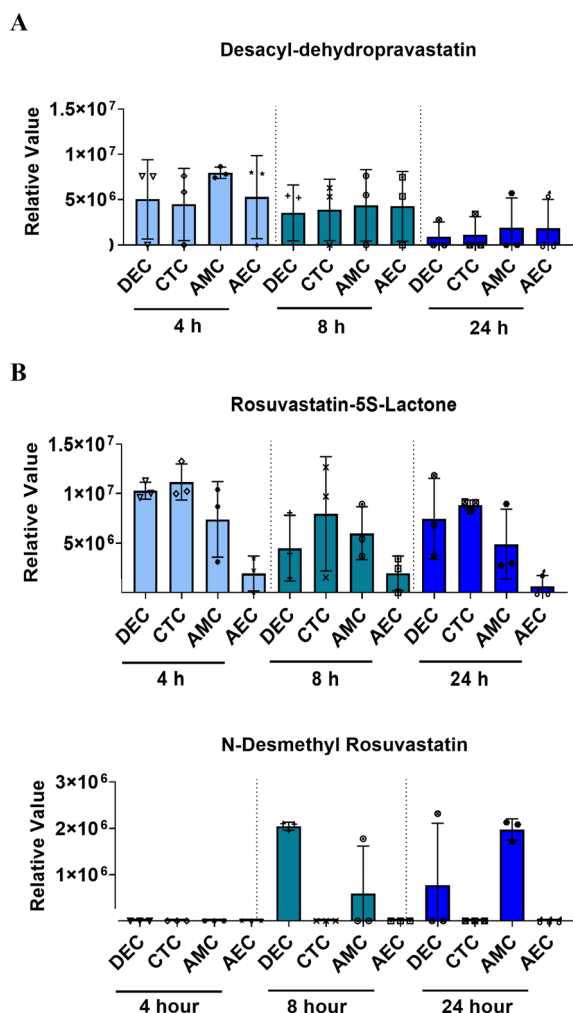 A
Desacyl-dehydropravastatin
Relative Value
1.5×10⁷
1×10⁷
5×10⁶
)
DEC CTC AMC AEC DEC CTC AMC AEC DEC CTC AMC AEC
4 h 8 h 24 h
B
Rosuvastatin-5S-Lactone
Relative Value
1.5×10⁷
1×10⁷
5×10⁶
DEC CTC AMC AEC DEC CTC AMC AEC DEC CTC AMC AEC
4 h 8 h 24 h
N-Desmethyl Rosuvastatin
Relative Value
3×10⁶
2×10⁶
1×10⁶
DEC CTC AMC AEC DEC CTC AMC AEC DEC CTC AMC AEC
4 hour 8 hour 24 hour